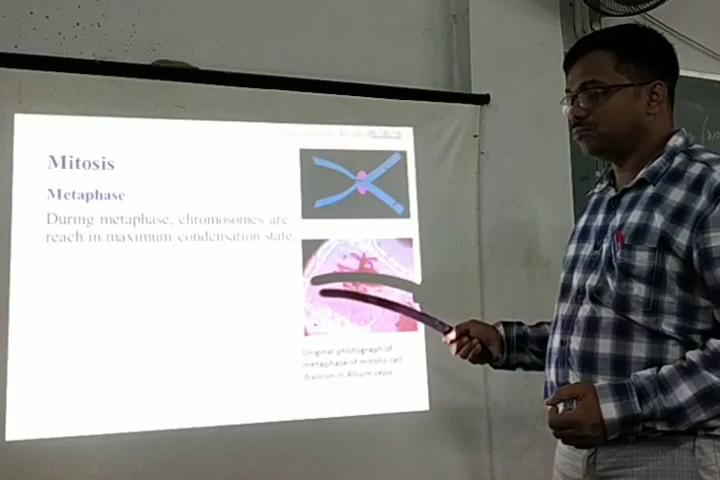 Mitosis
Metaphase
During metaphase, chromosomes are
reach in maximum condensation state.
Original photograph of
metaphase of mitotic cell
division in Allium cepa